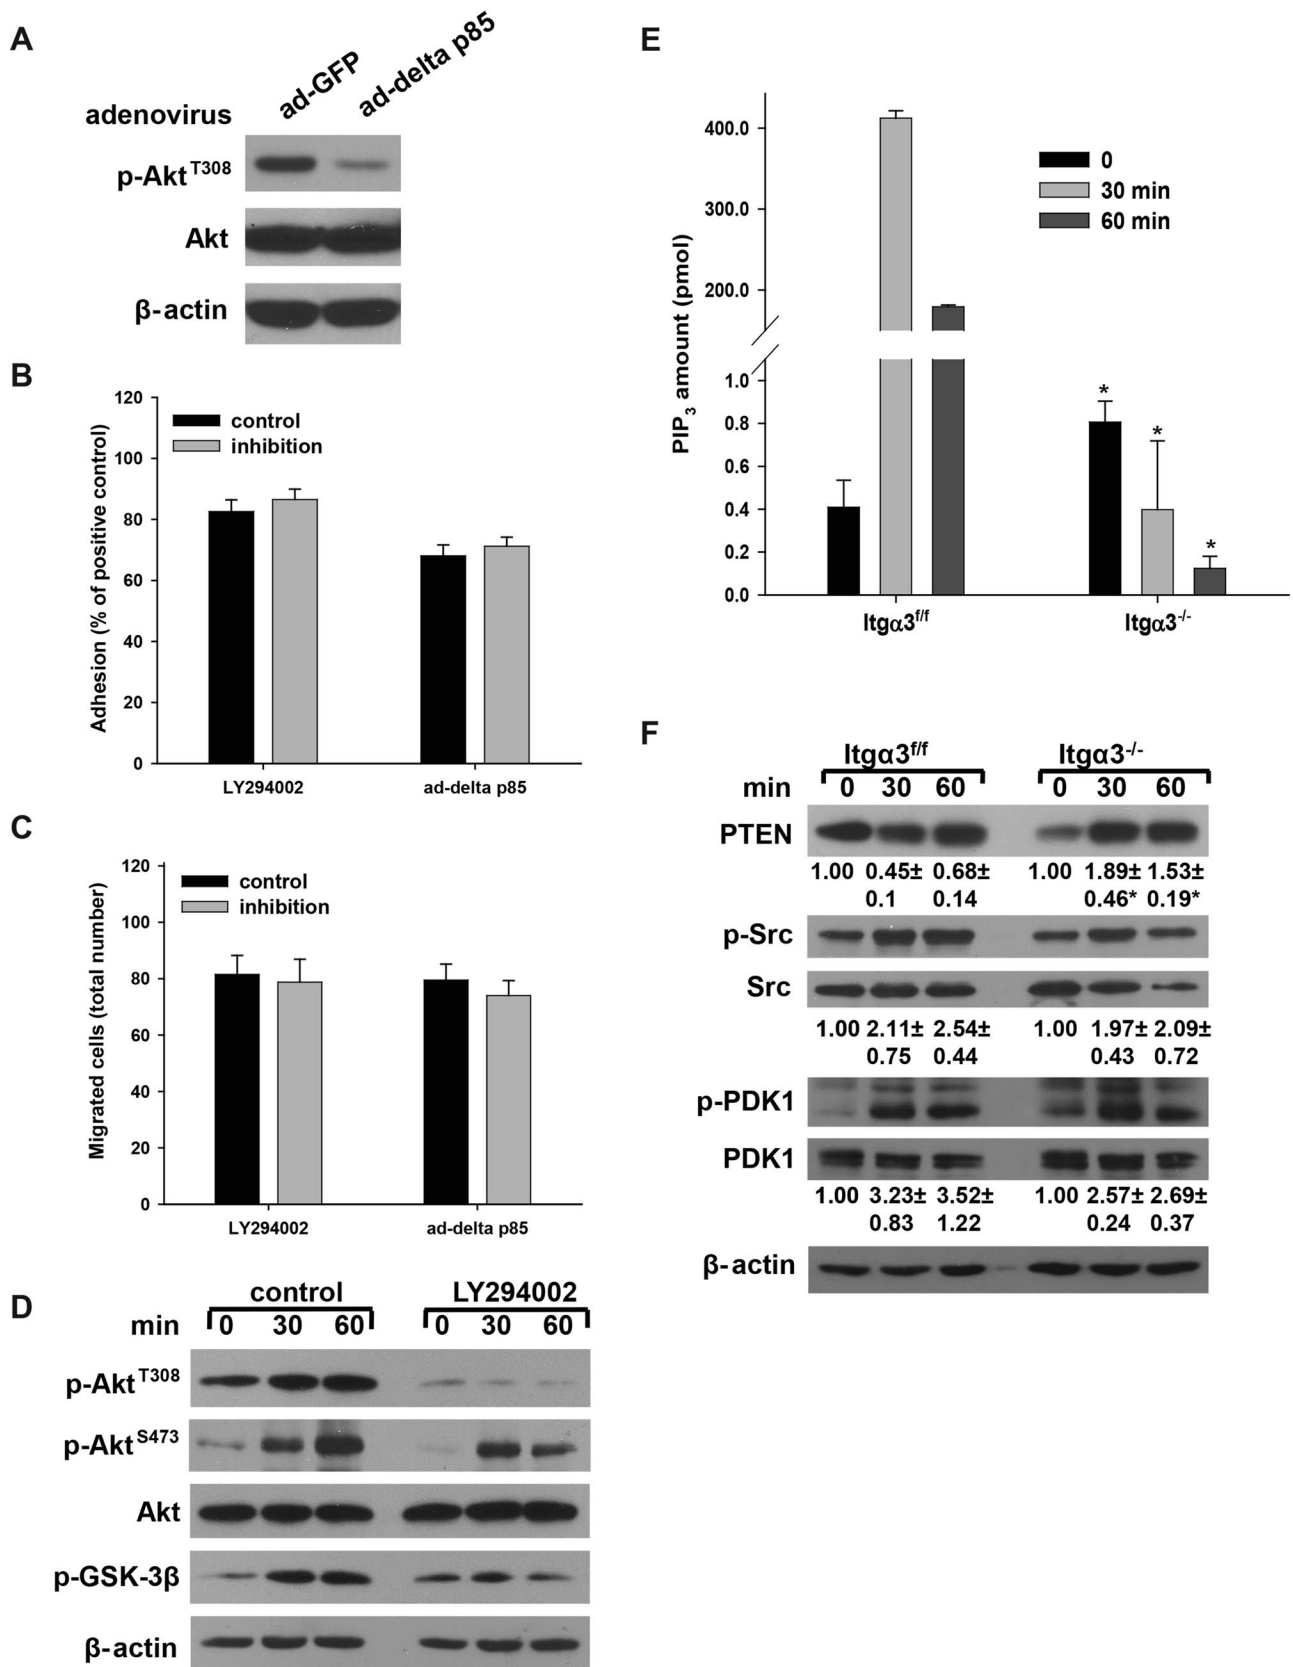 A
adenovirus
ad-GFP
ad-delta p85
p-Akt T308
Akt
β-actin
B
120
100
80
60
40
20
0
Adhesion (% of positive control)
control
inhibition
LY294002
ad-delta p85
C
120
100
80
60
40
20
0
Migrated cells (total number)
control
inhibition
LY294002
ad-delta p85
D
control LY294002
min 0 30 60 0 30 60
p-Akt T308
p-Akt S473
Akt
p-GSK-3β
β-actin
E
400.0
300.0
200.0
1.0
0.8
0.6
0.4
0.2
0.0
PIP3 amount (pmol)
0
30 min
60 min
* * *
Itgα3f/f Itgα3-/-
F
Itgα3f/f Itgα3-/-
min 0 30 60 0 30 60
PTEN
1.00 0.45± 0.68± 1.00 1.89± 1.53±
0.1 0.14 0.46* 0.19*
p-Src
Src
1.00 2.11± 2.54± 1.00 1.97± 2.09±
0.75 0.44 0.43 0.72
p-PDK1
PDK1
1.00 3.23± 3.52± 1.00 2.57± 2.69±
0.83 1.22 0.24 0.37
β-actin